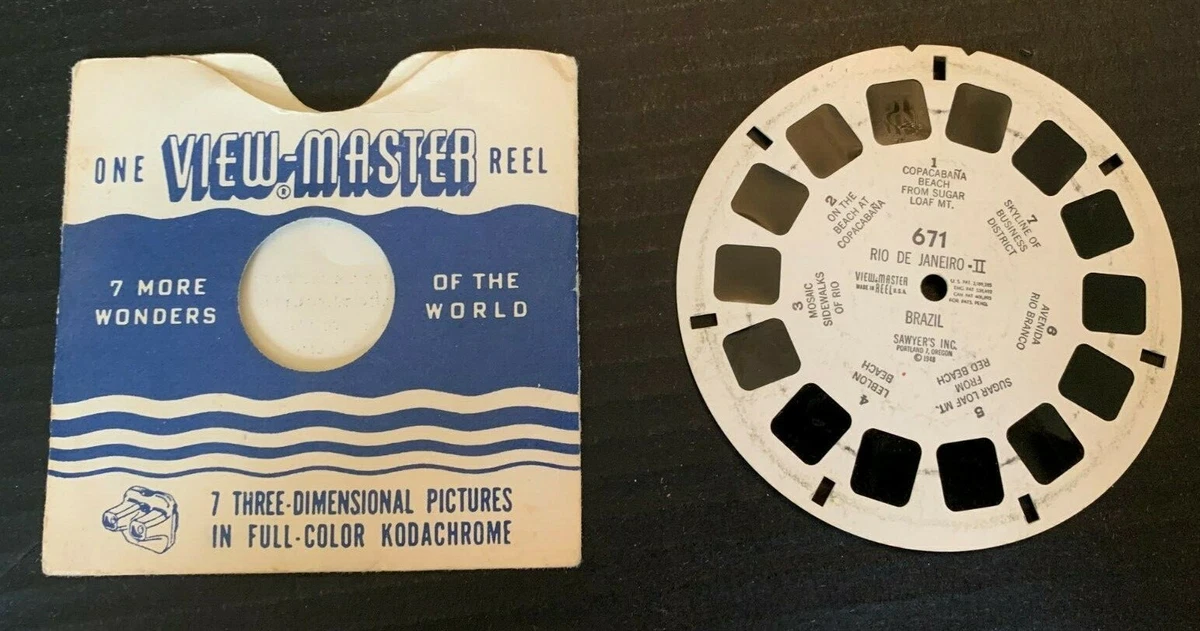 ONE VIEW-MASTER® REEL
7 MORE
WONDERS
OF THE
WORLD
7 THREE-DIMENSIONAL PICTURES
IN FULL-COLOR KODACHROME
1
COPACABAÑA
BEACH
FROM SUGAR
LOAF MT.
2
ON THE
BEACH AT
COPACABAÑA
3
MOSAIC
SIDEWALKS
OF RIO
4
LEBLON
BEACH
5
SUGAR LOAF MT.
FROM
RED BEACH
6
AVENIDA
RIO BRANCO
7
SKYLINE OF
BUSINESS
DISTRICT
671
RIO DE JANEIRO-II
VIEW-MASTER
MADE IN REEL U.S.A.
BRAZIL
SAWYER'S INC.
PORTLAND 7, OREGON
© 1948